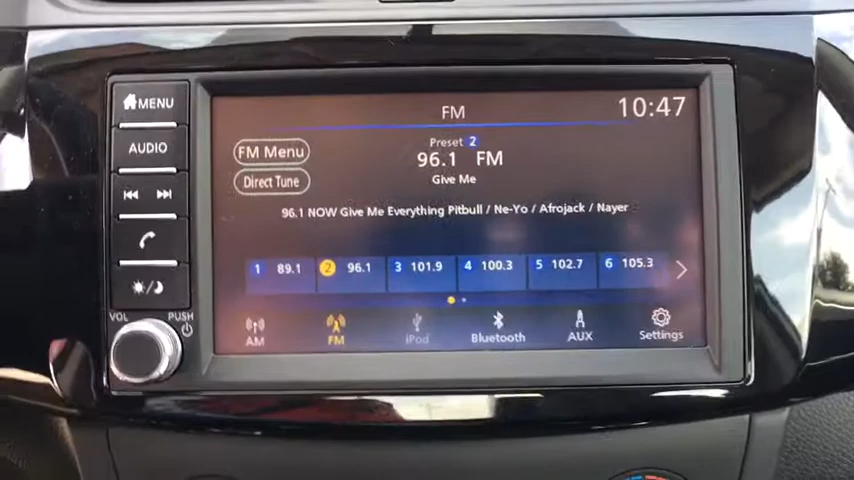 MENU
AUDIO
VOL
PUSH
FM
10:47
FM Menu
Direct Tune
Preset 2
96.1 FM
Give Me
96.1 NOW Give Me Everything Pitbull / Ne-Yo / Afrojack / Nayer
1 89.1
2 96.1
3 101.9
4 100.3
5 102.7
6 105.3
AM
FM
iPod
Bluetooth
AUX
Settings